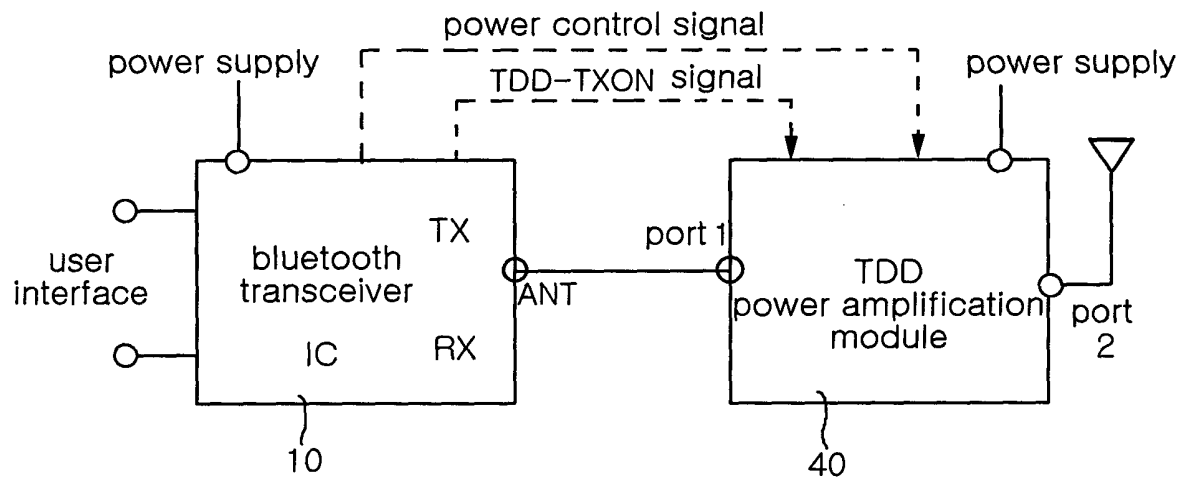 power control signal
power supply
TDD-TXON signal
power supply
TX
port 1
user
interface
bluetooth
transceiver
ANT
TDD
power amplification
module
port
2
IC
RX
10
40